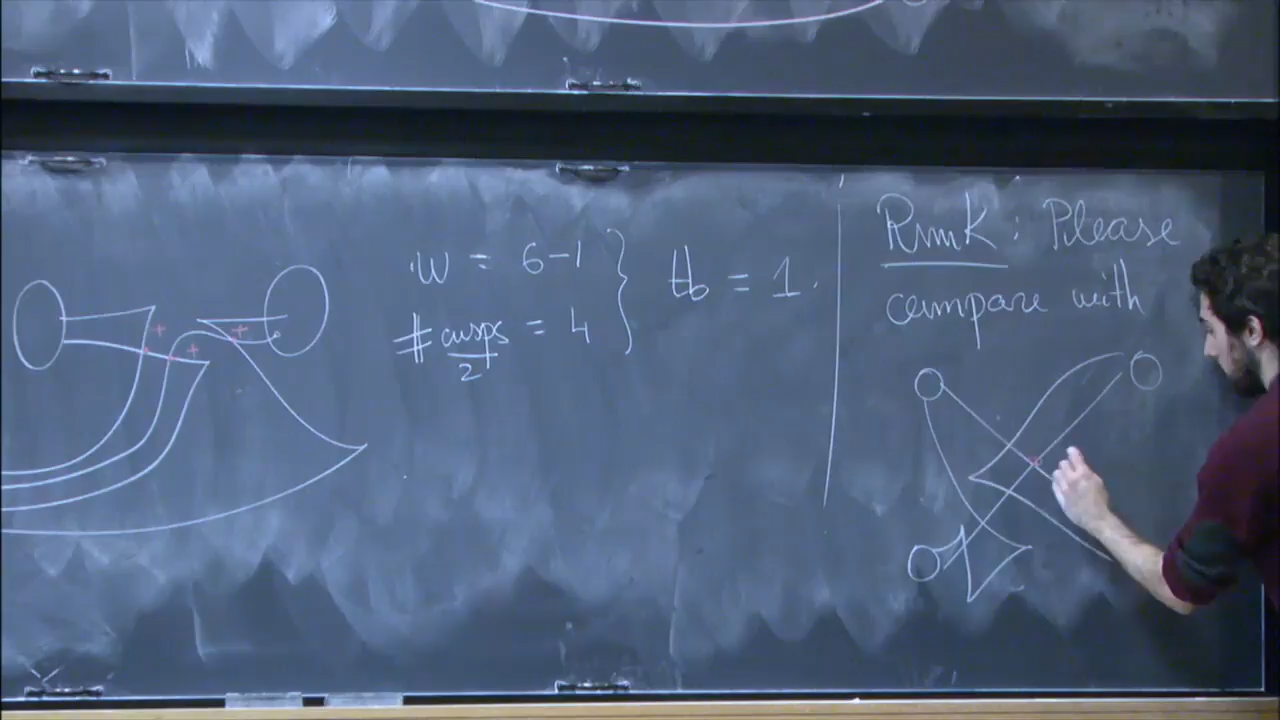 w = 6-1
# cusps/2 = 4
} tb = 1.
Rmk: Please
compare with
+ + +